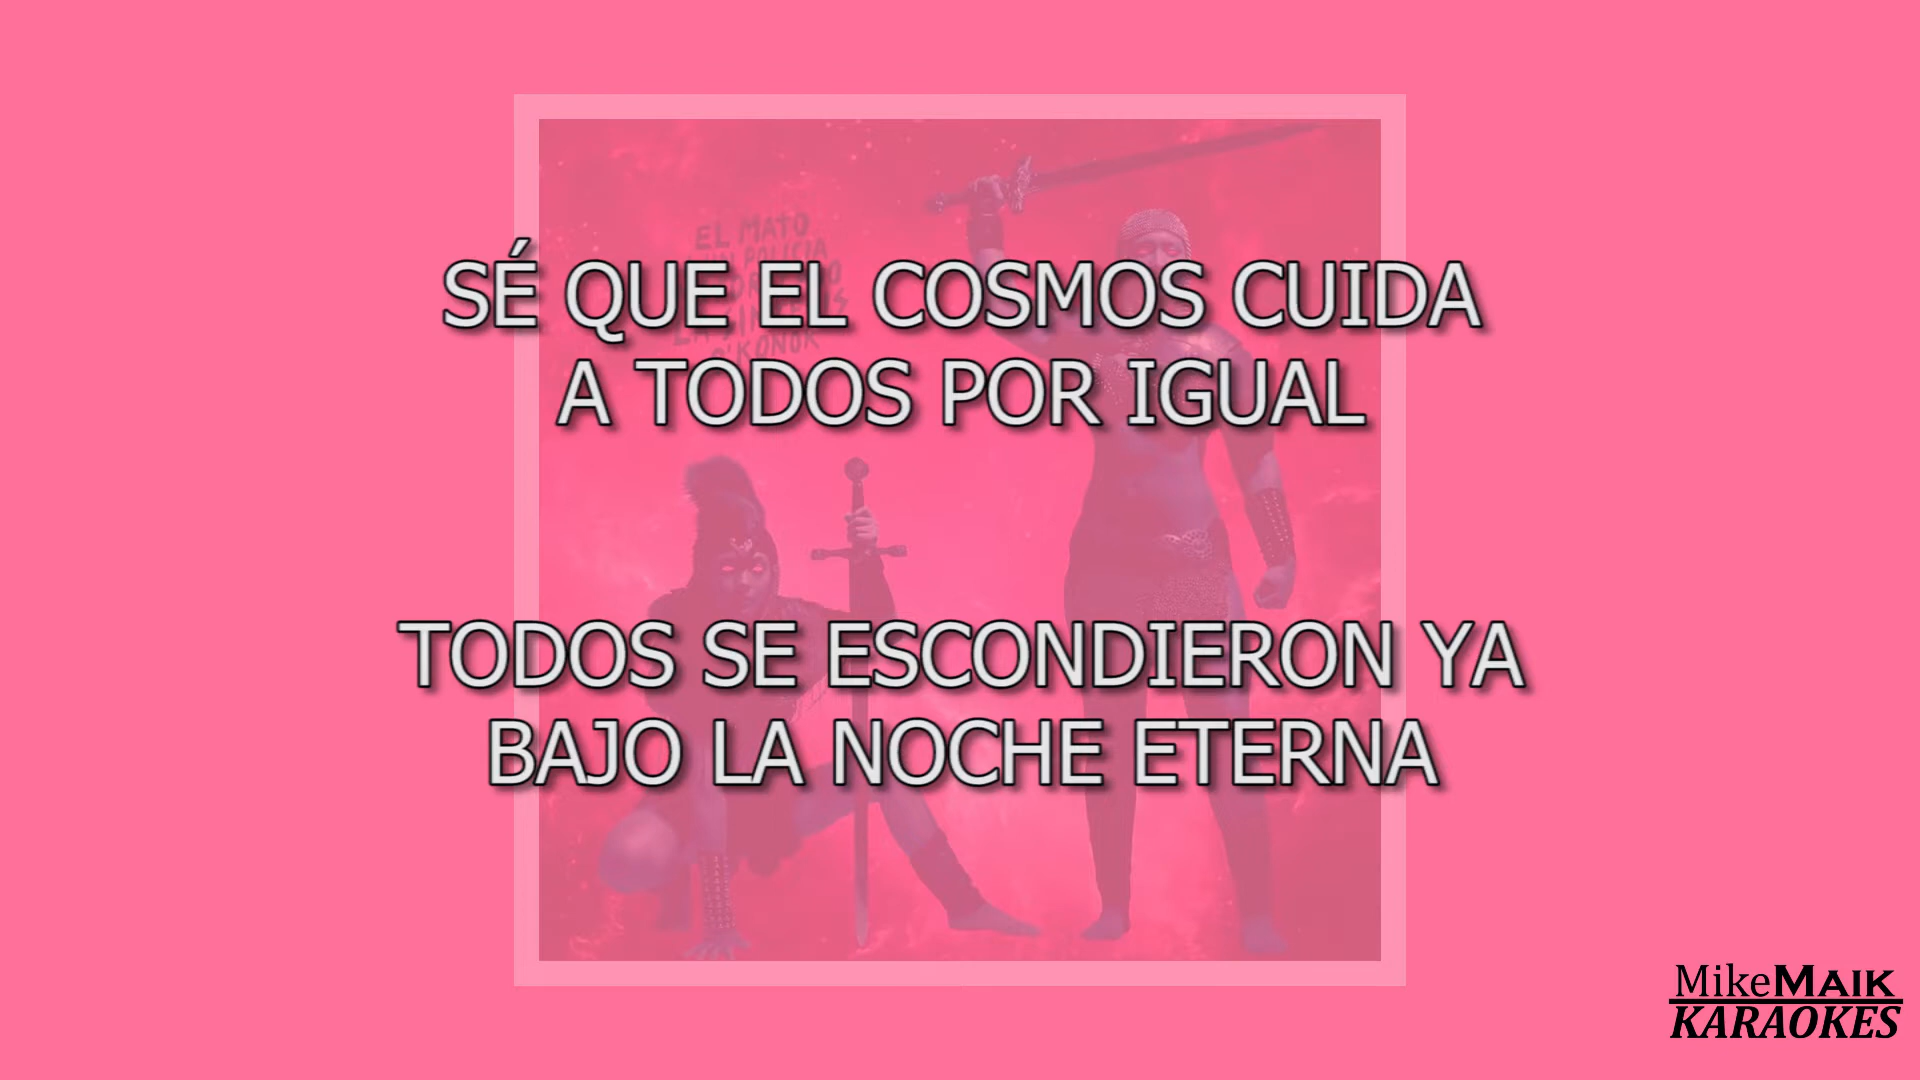 EL MATO
SÉ QUE EL COSMOS CUIDA
A TODOS POR IGUAL
O'KONOR
TODOS SE ESCONDIERON YA
BAJO LA NOCHE ETERNA
MikeMAIK
KARAOKES